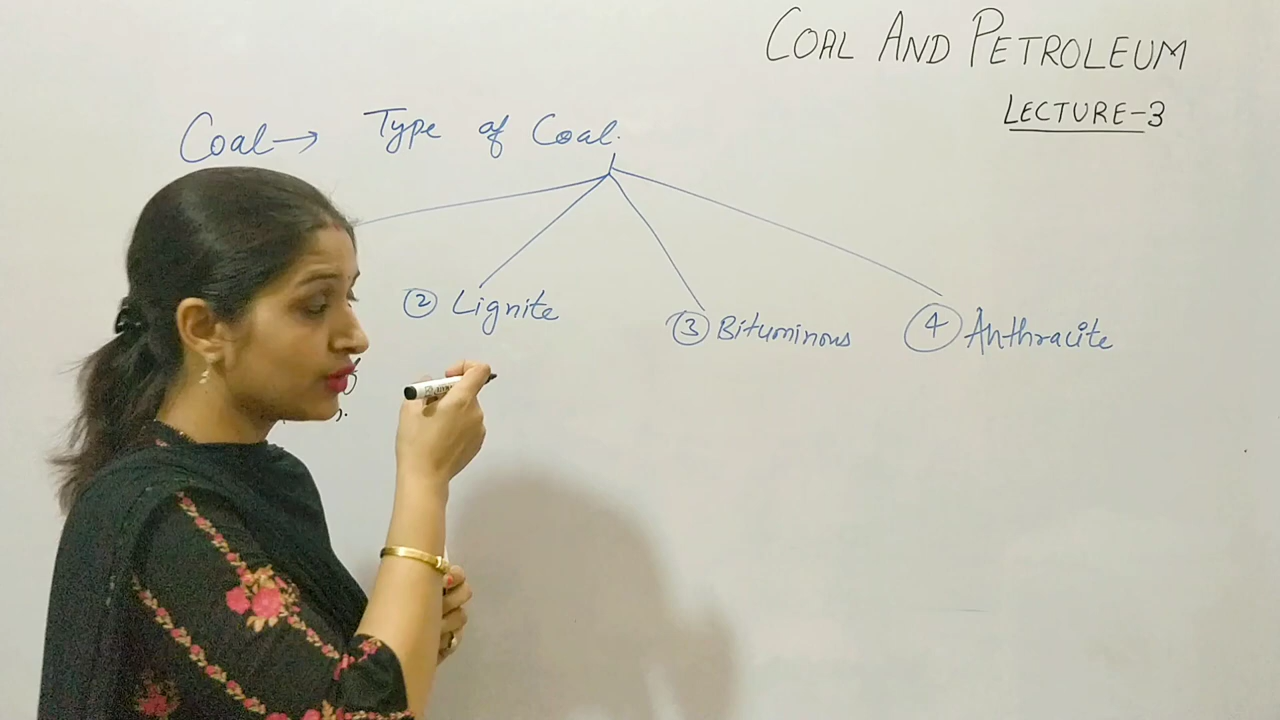 COAL AND PETROLEUM
LECTURE-3
Coal → Type of Coal.
② Lignite
③ Bituminous
④ Anthracite